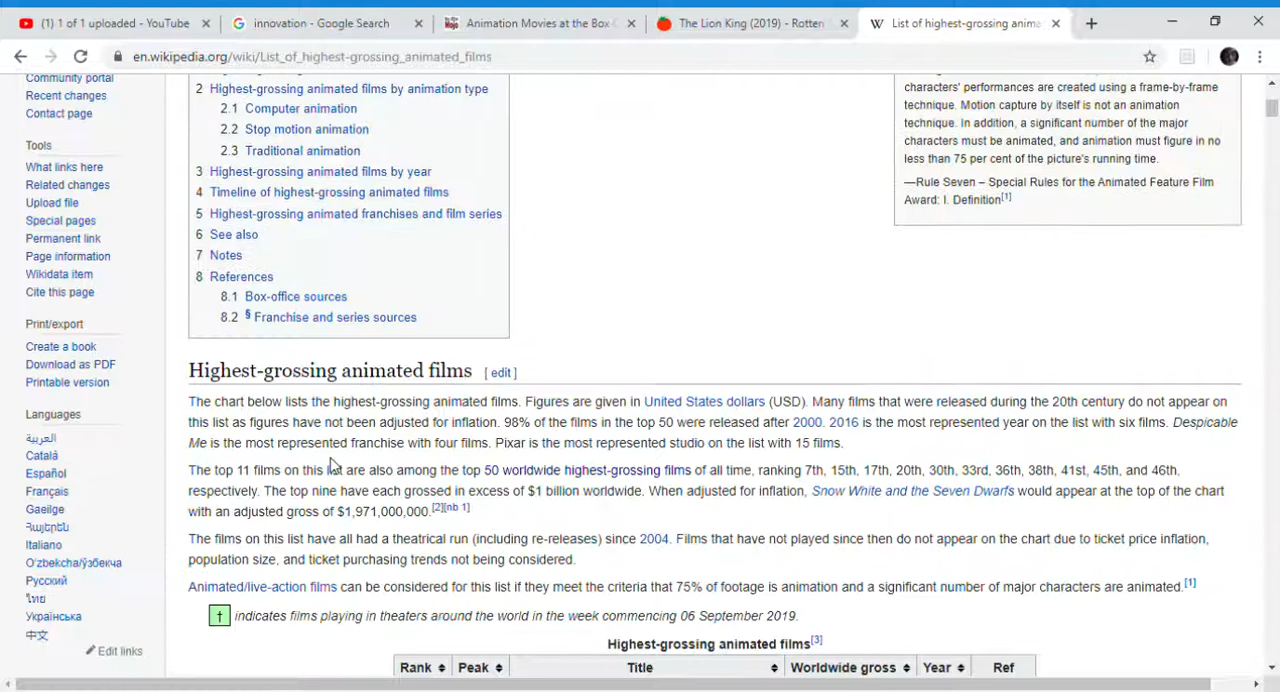 (1) 1 of 1 uploaded - YouTube
innovation - Google Search
Animation Movies at the Box
The Lion King (2019) - Rotten
W List of highest-grossing anima
en.wikipedia.org/wiki/List_of_highest-grossing_animated_films
Community portal
Recent changes
Contact page
Tools
What links here
Related changes
Upload file
Special pages
Permanent link
Page information
Wikidata item
Cite this page
Print/export
Create a book
Download as PDF
Printable version
Languages
العربية
Català
Español
Français
Gaeilge
Հայերեն
Italiano
Oʻzbekcha/ўзбекча
Русский
ไทย
Українська
中文
Edit links
2 Highest-grossing animated films by animation type
2.1 Computer animation
2.2 Stop motion animation
2.3 Traditional animation
3 Highest-grossing animated films by year
4 Timeline of highest-grossing animated films
5 Highest-grossing animated franchises and film series
6 See also
7 Notes
8 References
8.1 Box-office sources
8.2 § Franchise and series sources
characters' performances are created using a frame-by-frame
technique. Motion capture by itself is not an animation
technique. In addition, a significant number of the major
characters must be animated, and animation must figure in no
less than 75 per cent of the picture's running time.
—Rule Seven – Special Rules for the Animated Feature Film
Award: I. Definition[1]
Highest-grossing animated films [ edit ]
The chart below lists the highest-grossing animated films. Figures are given in United States dollars (USD). Many films that were released during the 20th century do not appear on
this list as figures have not been adjusted for inflation. 98% of the films in the top 50 were released after 2000. 2016 is the most represented year on the list with six films. Despicable
Me is the most represented franchise with four films. Pixar is the most represented studio on the list with 15 films.
The top 11 films on this list are also among the top 50 worldwide highest-grossing films of all time, ranking 7th, 15th, 17th, 20th, 30th, 33rd, 36th, 38th, 41st, 45th, and 46th,
respectively. The top nine have each grossed in excess of $1 billion worldwide. When adjusted for inflation, Snow White and the Seven Dwarfs would appear at the top of the chart
with an adjusted gross of $1,971,000,000.[2][nb 1]
The films on this list have all had a theatrical run (including re-releases) since 2004. Films that have not played since then do not appear on the chart due to ticket price inflation,
population size, and ticket purchasing trends not being considered.
Animated/live-action films can be considered for this list if they meet the criteria that 75% of footage is animation and a significant number of major characters are animated.[1]
† indicates films playing in theaters around the world in the week commencing 06 September 2019.
Highest-grossing animated films[3]
Rank Peak Title Worldwide gross Year Ref